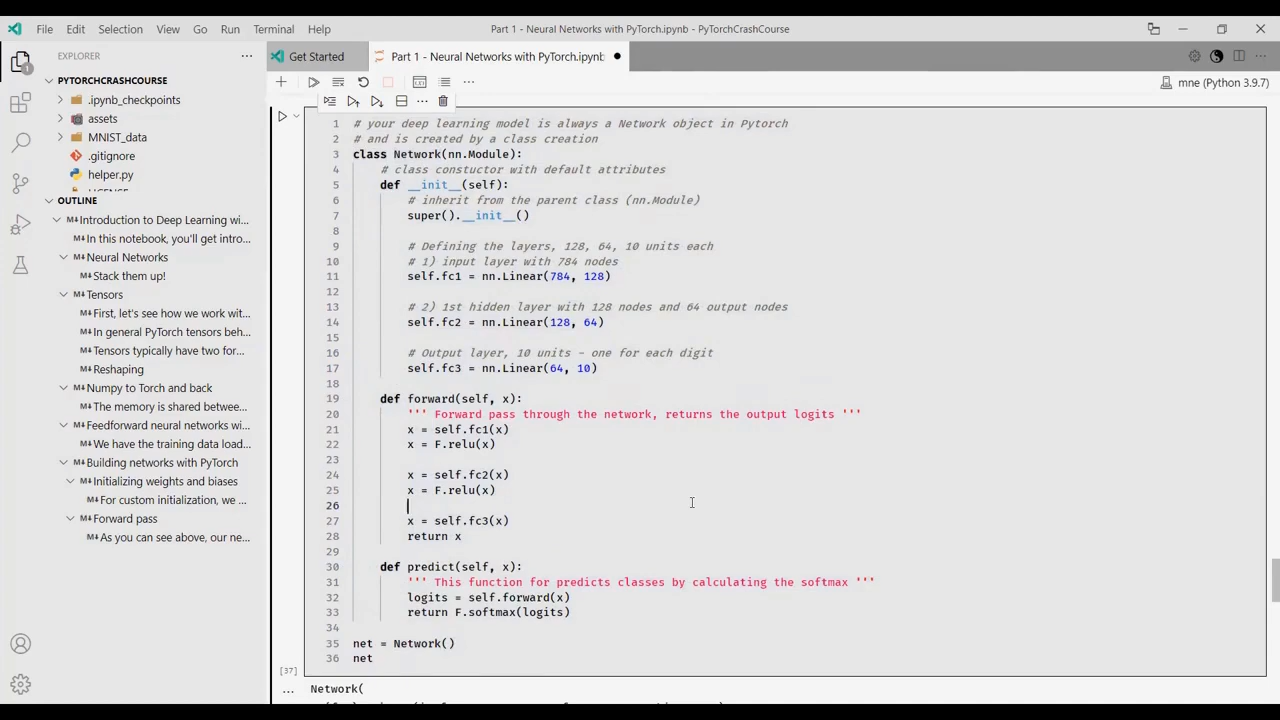 File Edit Selection View Go Run Terminal Help
Part 1 - Neural Networks with PyTorch.ipynb - PyTorchCrashCourse
EXPLORER
PYTORCHCRASHCOURSE
.ipynb_checkpoints
assets
MNIST_data
.gitignore
helper.py
OUTLINE
Introduction to Deep Learning wi...
In this notebook, you'll get intro...
Neural Networks
Stack them up!
Tensors
First, let's see how we work wit...
In general PyTorch tensors beh...
Tensors typically have two for...
Reshaping
Numpy to Torch and back
The memory is shared betwee...
Feedforward neural networks wi...
We have the training data load...
Building networks with PyTorch
Initializing weights and biases
For custom initialization, we ...
Forward pass
As you can see above, our ne...
Get Started
Part 1 - Neural Networks with PyTorch.ipynb
mne (Python 3.9.7)
1 # your deep learning model is always a Network object in Pytorch
2 # and is created by a class creation
3 class Network(nn.Module):
4 # class constuctor with default attributes
5 def __init__(self):
6 # inherit from the parent class (nn.Module)
7 super().__init__()
8
9 # Defining the layers, 128, 64, 10 units each
10 # 1) input layer with 784 nodes
11 self.fc1 = nn.Linear(784, 128)
12
13 # 2) 1st hidden layer with 128 nodes and 64 output nodes
14 self.fc2 = nn.Linear(128, 64)
15
16 # Output layer, 10 units - one for each digit
17 self.fc3 = nn.Linear(64, 10)
18
19 def forward(self, x):
20 ''' Forward pass through the network, returns the output logits '''
21 x = self.fc1(x)
22 x = F.relu(x)
23
24 x = self.fc2(x)
25 x = F.relu(x)
26
27 x = self.fc3(x)
28 return x
29
30 def predict(self, x):
31 ''' This function for predicts classes by calculating the softmax '''
32 logits = self.forward(x)
33 return F.softmax(logits)
34
35 net = Network()
36 net
[37]
... Network(